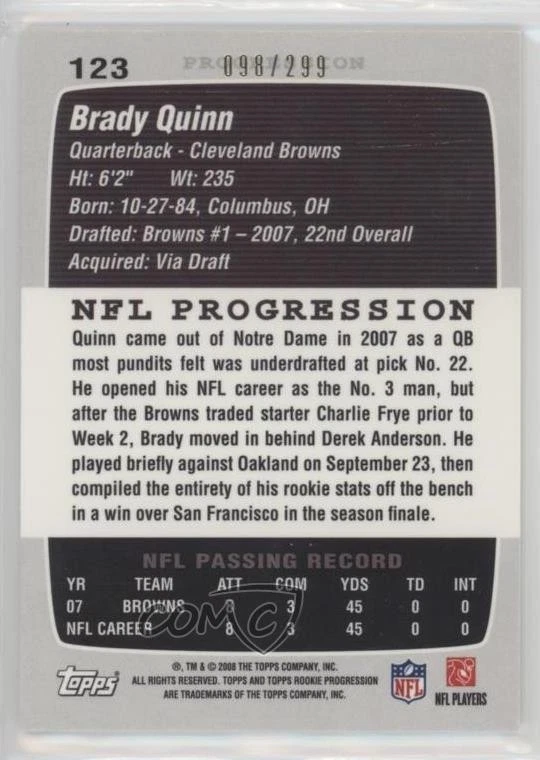 123 PROGRESSION 098/299
Brady Quinn
Quarterback - Cleveland Browns
Ht: 6'2" Wt: 235
Born: 10-27-84, Columbus, OH
Drafted: Browns #1 – 2007, 22nd Overall
Acquired: Via Draft
NFL PROGRESSION
Quinn came out of Notre Dame in 2007 as a QB
most pundits felt was underdrafted at pick No. 22.
He opened his NFL career as the No. 3 man, but
after the Browns traded starter Charlie Frye prior to
Week 2, Brady moved in behind Derek Anderson. He
played briefly against Oakland on September 23, then
compiled the entirety of his rookie stats off the bench
in a win over San Francisco in the season finale.
NFL PASSING RECORD
YR TEAM ATT COM YDS TD INT
07 BROWNS 8 3 45 0 0
NFL CAREER 8 3 45 0 0
COMC
topps
®, TM & © 2008 THE TOPPS COMPANY, INC.
ALL RIGHTS RESERVED. TOPPS AND TOPPS ROOKIE PROGRESSION
ARE TRADEMARKS OF THE TOPPS COMPANY, INC.
NFL
NFL PLAYERS